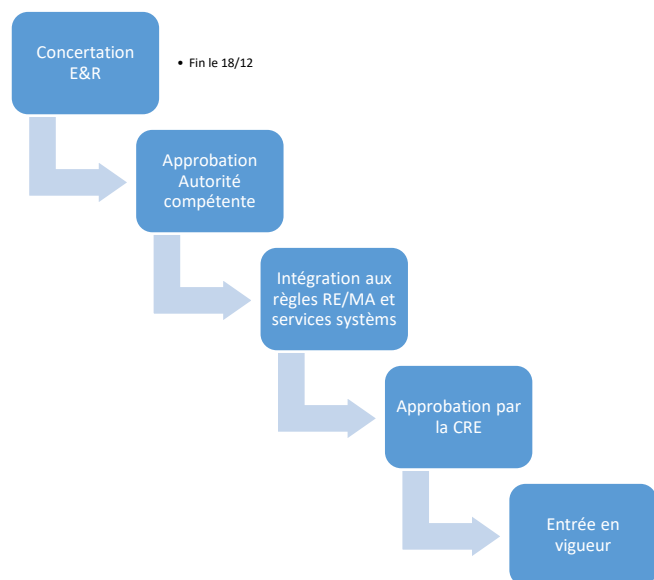 Concertation
E&R
• Fin le 18/12
Approbation
Autorité
compétente
Intégration aux
règles RE/MA et
services systèms
Approbation par
la CRE
Entrée en
vigueur